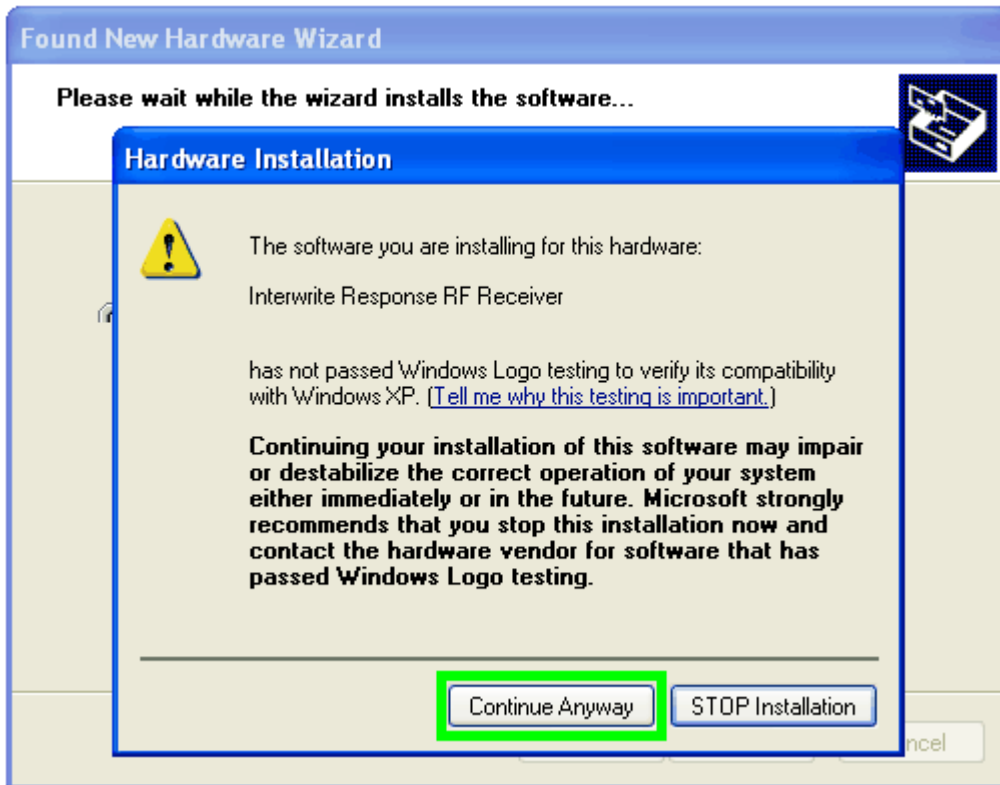 Found New Hardware Wizard
Please wait while the wizard installs the software...
Hardware Installation
The software you are installing for this hardware:
Interwrite Response RF Receiver
has not passed Windows Logo testing to verify its compatibility
with Windows XP. (Tell me why this testing is important.)
Continuing your installation of this software may impair
or destabilize the correct operation of your system
either immediately or in the future. Microsoft strongly
recommends that you stop this installation now and
contact the hardware vendor for software that has
passed Windows Logo testing.
Continue Anyway
STOP Installation